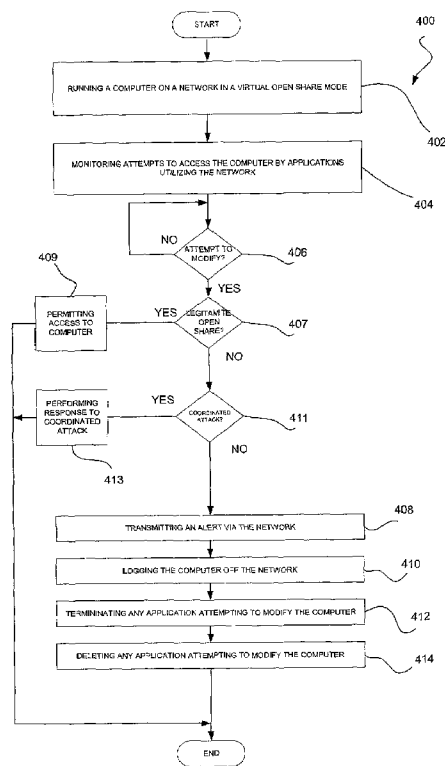 START
400
RUNNING A COMPUTER ON A NETWORK IN A VIRTUAL OPEN SHARE MODE
402
MONITORING ATTEMPTS TO ACCESS THE COMPUTER BY APPLICATIONS
UTILIZING THE NETWORK
404
NO
ATTEMPT TO
MODIFY?
406
409
YES
PERMITTING
ACCESS TO
COMPUTER
YES
LEGITAMITE
OPEN
SHARE?
407
NO
PERFORMING
RESPONSE TO
COORDINATED
ATTACK
YES
COORDINATED
ATTACK?
411
413
NO
TRANSMITTING AN ALERT VIA THE NETWORK
408
LOGGING THE COMPUTER OFF THE NETWORK
410
TERMININATING ANY APPLICATION ATTEMPTING TO MODIFY THE COMPUTER
412
DELETING ANY APPLICATION ATTEMPTING TO MODIFY THE COMPUTER
414
END